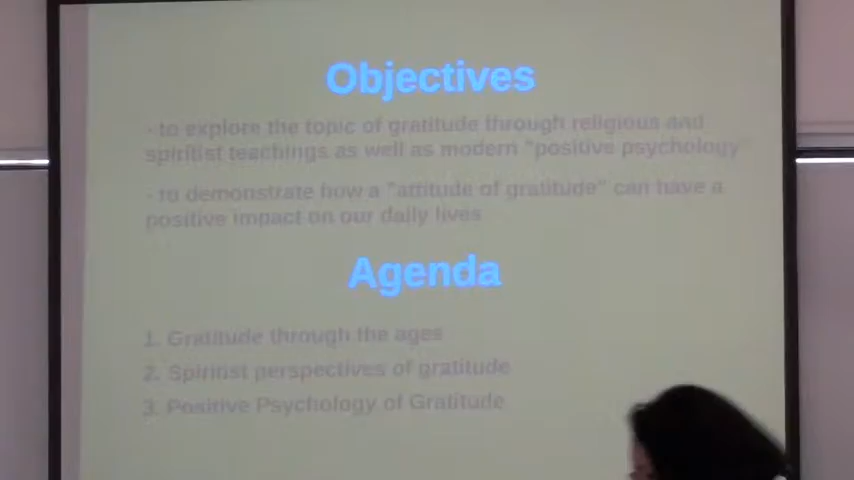 Objectives
- to explore the topic of gratitude through religious and
spiritist teachings as well as modern "positive psychology"
- to demonstrate how a "attitude of gratitude" can have a
positive impact on our daily lives
Agenda
1. Gratitude through the ages
2. Spiritist perspectives of gratitude
3. Positive Psychology of Gratitude